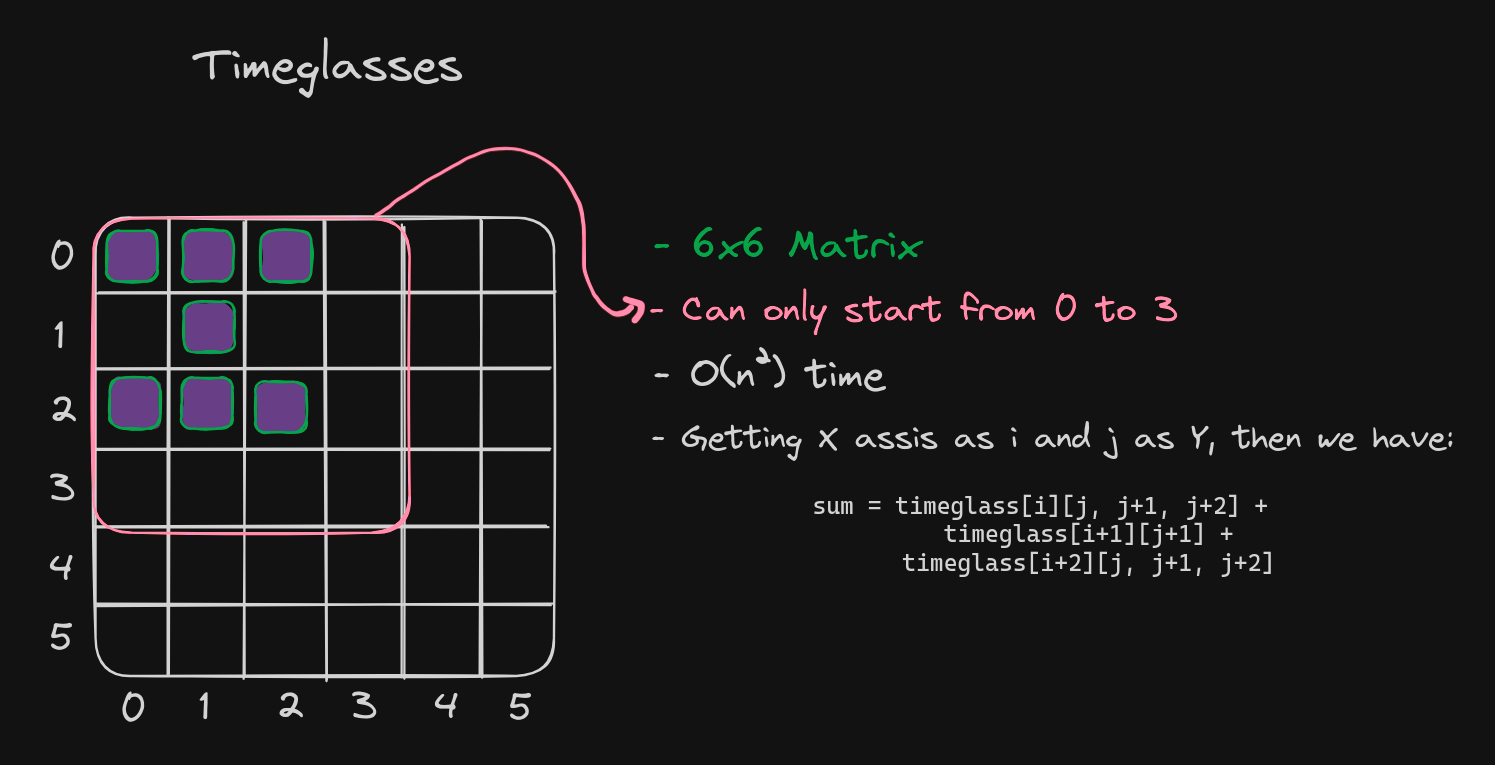 Timeglasses
0
1
2
3
4
5
0 1 2 3 4 5
- 6x6 Matrix
- Can only start from 0 to 3
- O(n²) time
- Getting X assis as i and j as Y, then we have:
sum = timeglass[i][j, j+1, j+2] +
timeglass[i+1][j+1] +
timeglass[i+2][j, j+1, j+2]